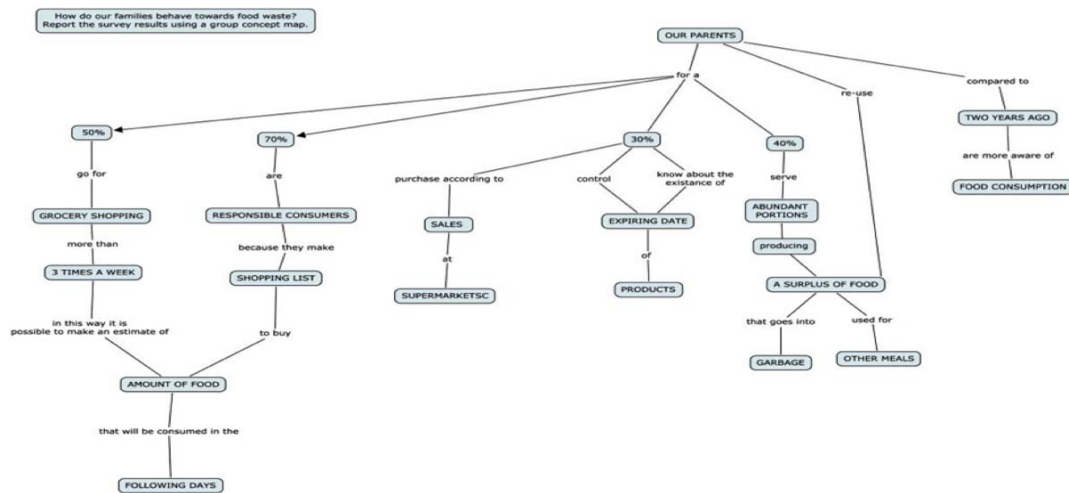 How do our families behave towards food waste?
Report the survey results using a group concept map.
OUR PARENTS
for a
re-use
compared to
50%
70%
30%
40%
TWO YEARS AGO
go for
are
purchase according to
control
know about the
existance of
serve
are more aware of
GROCERY SHOPPING
RESPONSIBLE CONSUMERS
SALES
EXPIRING DATE
ABUNDANT
PORTIONS
FOOD CONSUMPTION
more than
because they make
at
of
producing
3 TIMES A WEEK
SHOPPING LIST
SUPERMARKETSC
PRODUCTS
A SURPLUS OF FOOD
in this way it is
possible to make an estimate of
to buy
that goes into
used for
GARBAGE
OTHER MEALS
AMOUNT OF FOOD
that will be consumed in the
FOLLOWING DAYS